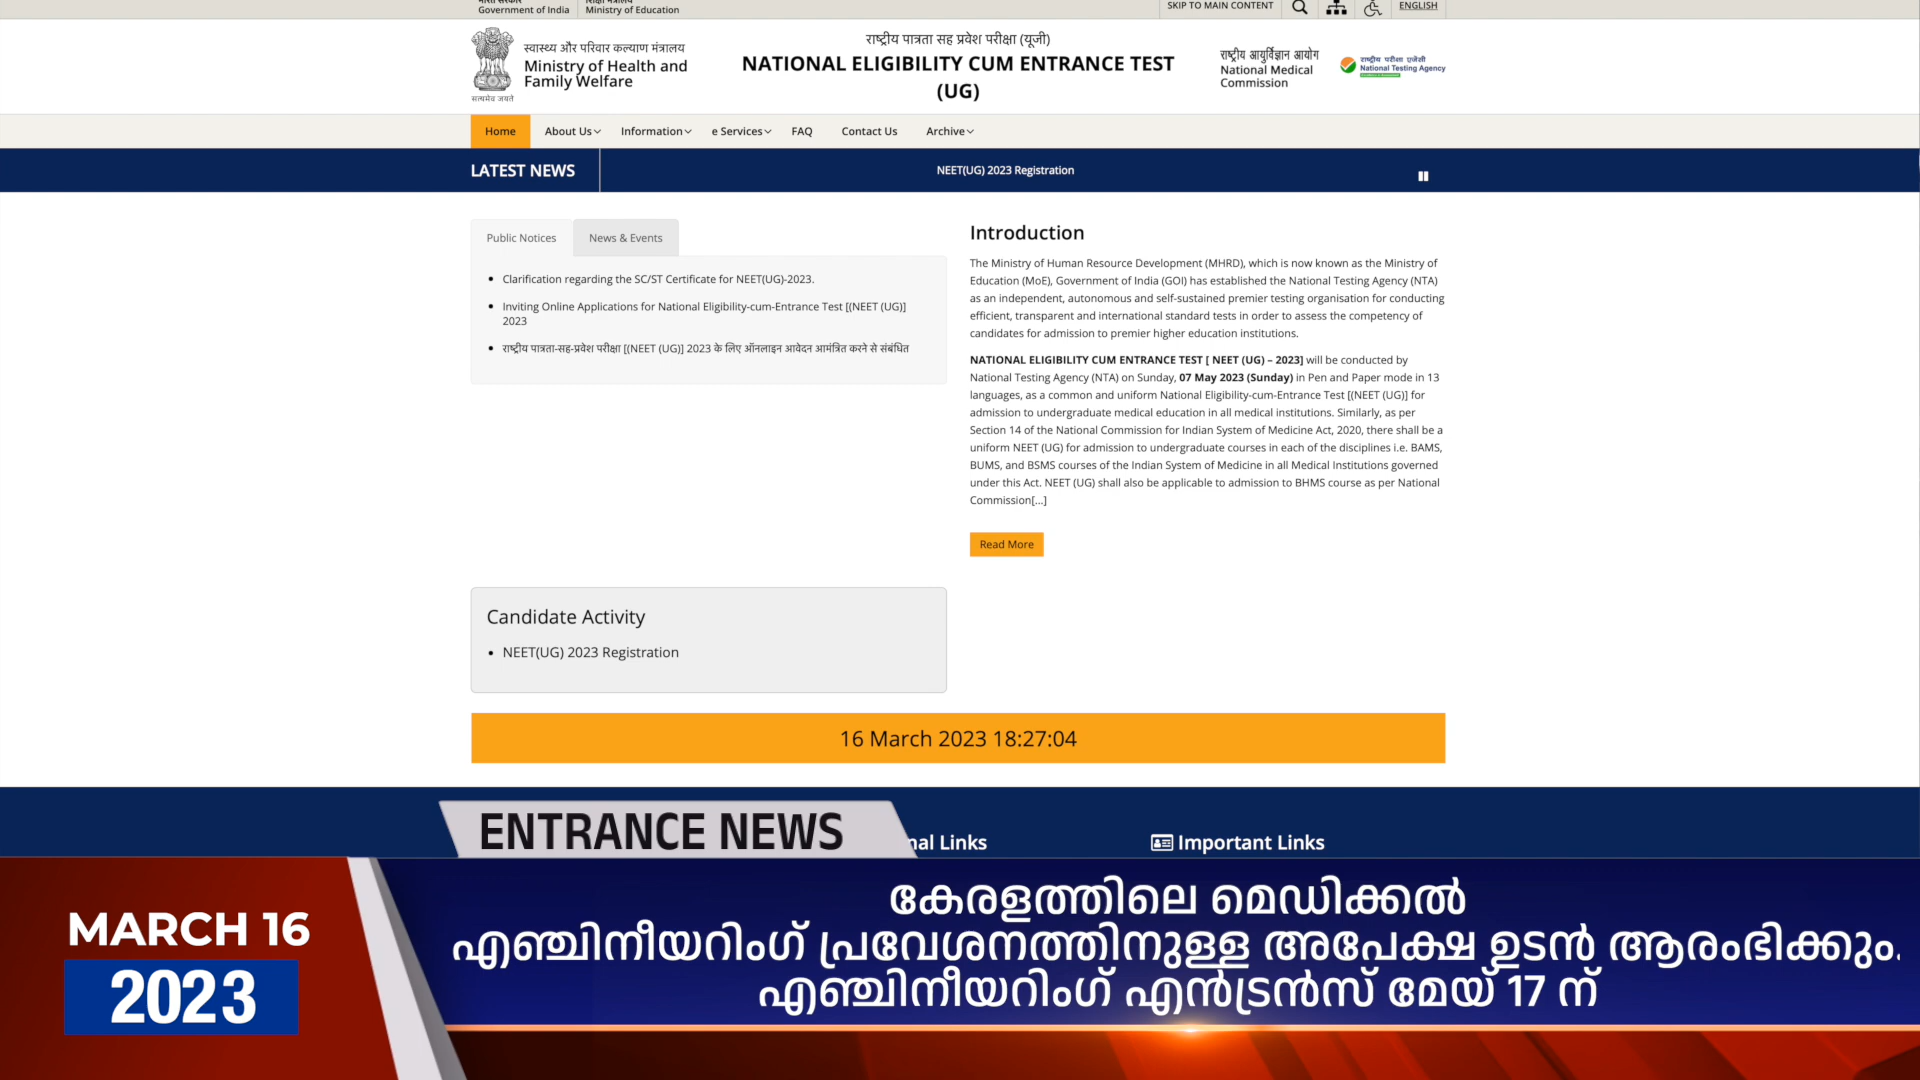 Government of India
Ministry of Education
SKIP TO MAIN CONTENT
ENGLISH
सत्यमेव जयते
स्वास्थ्य और परिवार कल्याण मंत्रालय
Ministry of Health and
Family Welfare
राष्ट्रीय पात्रता सह प्रवेश परीक्षा (यूजी)
NATIONAL ELIGIBILITY CUM ENTRANCE TEST
(UG)
राष्ट्रीय आयुर्विज्ञान आयोग
National Medical
Commission
राष्ट्रीय परीक्षा एजेंसी
National Testing Agency
Home
About Us
Information
e Services
FAQ
Contact Us
Archive
LATEST NEWS
NEET(UG) 2023 Registration
Public Notices
News & Events
Clarification regarding the SC/ST Certificate for NEET(UG)-2023.
Inviting Online Applications for National Eligibility-cum-Entrance Test [(NEET (UG)]
2023
राष्ट्रीय पात्रता-सह-प्रवेश परीक्षा [(NEET (UG)] 2023 के लिए ऑनलाइन आवेदन आमंत्रित करने से संबंधित
Introduction
The Ministry of Human Resource Development (MHRD), which is now known as the Ministry of
Education (MoE), Government of India (GOI) has established the National Testing Agency (NTA)
as an independent, autonomous and self-sustained premier testing organisation for conducting
efficient, transparent and international standard tests in order to assess the competency of
candidates for admission to premier higher education institutions.
NATIONAL ELIGIBILITY CUM ENTRANCE TEST [ NEET (UG) – 2023] will be conducted by
National Testing Agency (NTA) on Sunday, 07 May 2023 (Sunday) in Pen and Paper mode in 13
languages, as a common and uniform National Eligibility-cum-Entrance Test [(NEET (UG)] for
admission to undergraduate medical education in all medical institutions. Similarly, as per
Section 14 of the National Commission for Indian System of Medicine Act, 2020, there shall be a
uniform NEET (UG) for admission to undergraduate courses in each of the disciplines i.e. BAMS,
BUMS, and BSMS courses of the Indian System of Medicine in all Medical Institutions governed
under this Act. NEET (UG) shall also be applicable to admission to BHMS course as per National
Commission[...]
Read More
Candidate Activity
NEET(UG) 2023 Registration
16 March 2023 18:27:04
ENTRANCE NEWS
nal Links
Important Links
MARCH 16
2023
കേരളത്തിലെ മെഡിക്കൽ
എഞ്ചിനീയറിംഗ് പ്രവേശനത്തിനുള്ള അപേക്ഷ ഉടൻ ആരംഭിക്കും.
എഞ്ചിനീയറിംഗ് എൻട്രൻസ് മേയ് 17 ന്